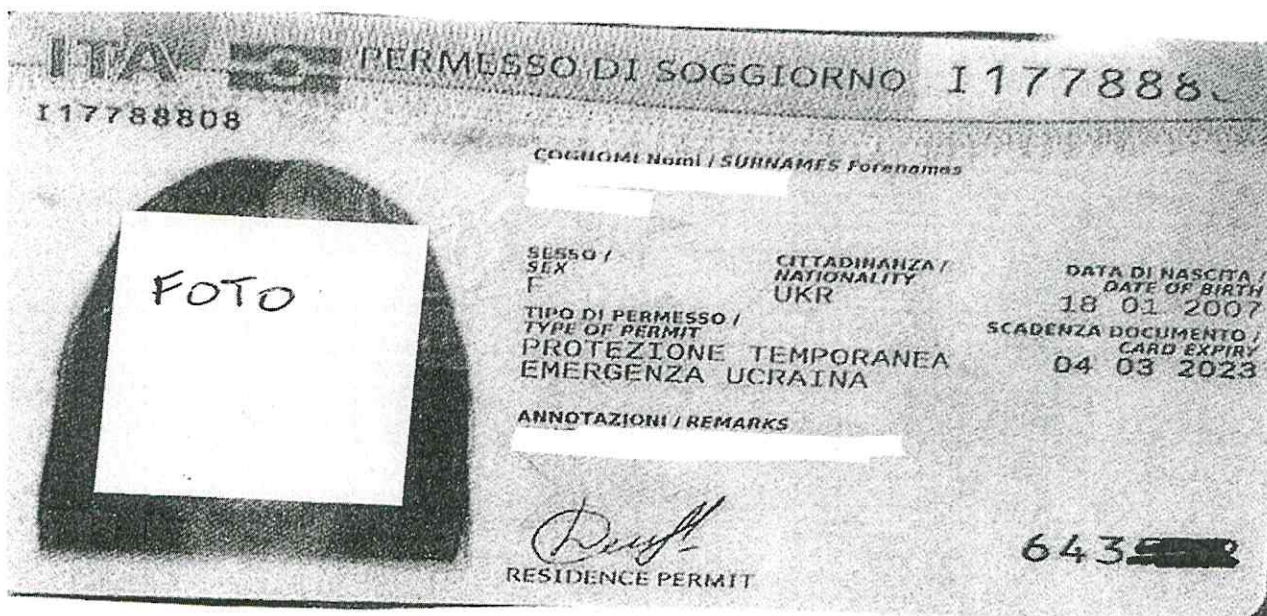 ITA PERMESSO DI SOGGIORNO I177888
I17788808
COGNOMI Nomi / SURNAMES Forenames
FOTO
SESSO /
SEX
F
CITTADINANZA /
NATIONALITY
UKR
DATA DI NASCITA /
DATE OF BIRTH
18 01 2007
TIPO DI PERMESSO /
TYPE OF PERMIT
PROTEZIONE TEMPORANEA
EMERGENZA UCRAINA
SCADENZA DOCUMENTO /
CARD EXPIRY
04 03 2023
ANNOTAZIONI / REMARKS
RESIDENCE PERMIT
643